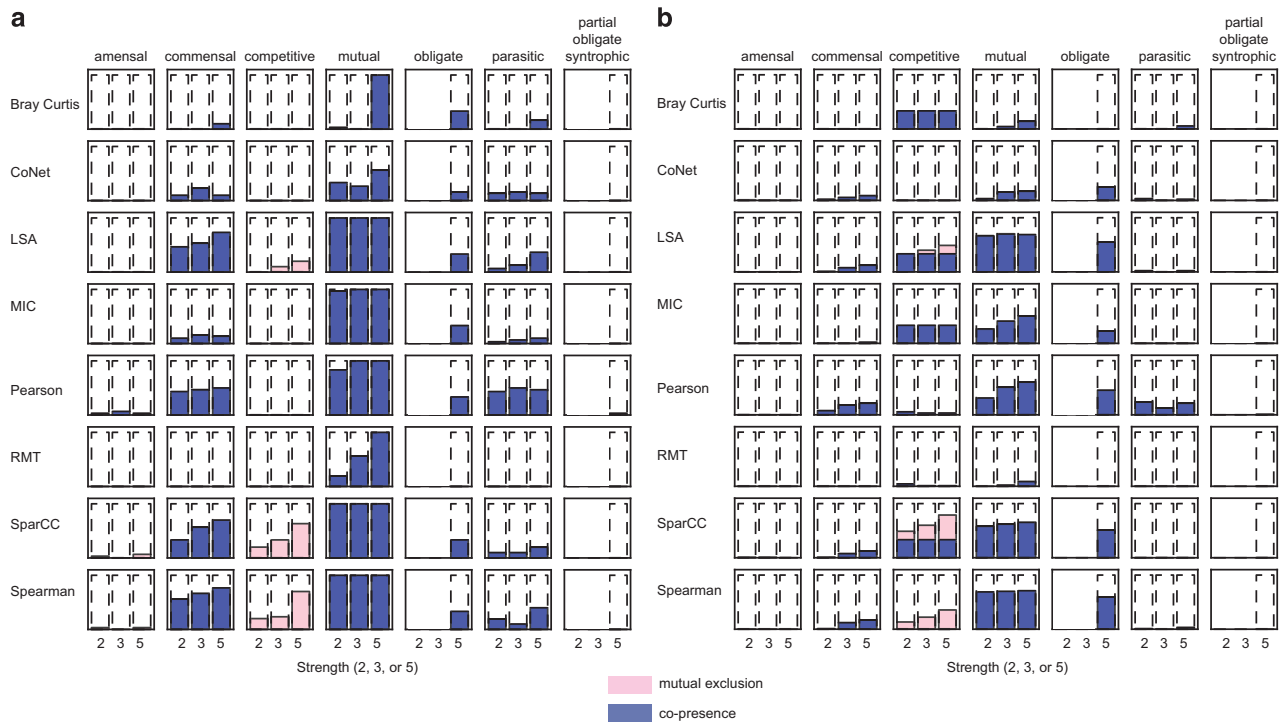 a
amensal commensal competitive mutual obligate parasitic partial obligate syntrophic
Bray Curtis
CoNet
LSA
MIC
Pearson
RMT
SparCC
Spearman
2 3 5 2 3 5 2 3 5 2 3 5 2 3 5 2 3 5 2 3 5
Strength (2, 3, or 5)
b
amensal commensal competitive mutual obligate parasitic partial obligate syntrophic
Bray Curtis
CoNet
LSA
MIC
Pearson
RMT
SparCC
Spearman
2 3 5 2 3 5 2 3 5 2 3 5 2 3 5 2 3 5 2 3 5
Strength (2, 3, or 5)
mutual exclusion
co-presence